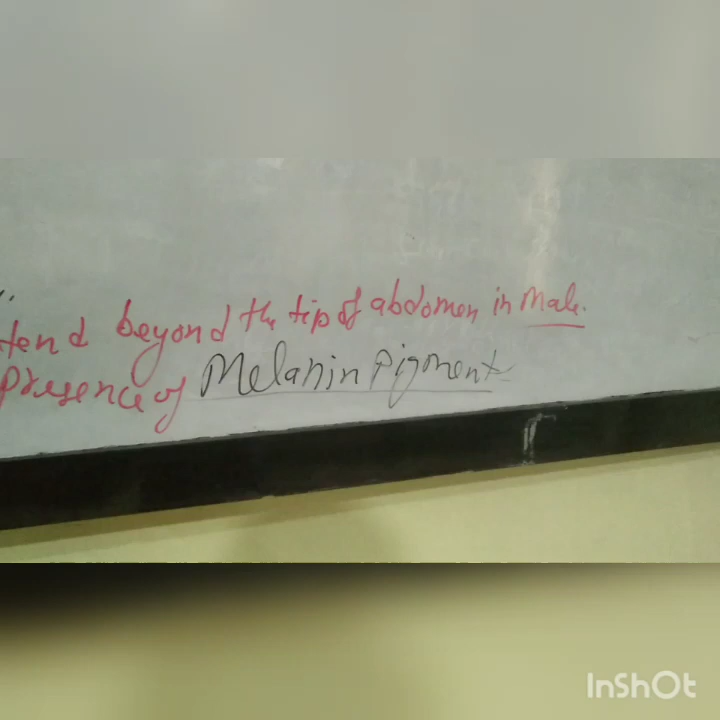 tend beyond the tip of abdomen in male.
Presence of Melanin Pigment
InShOt